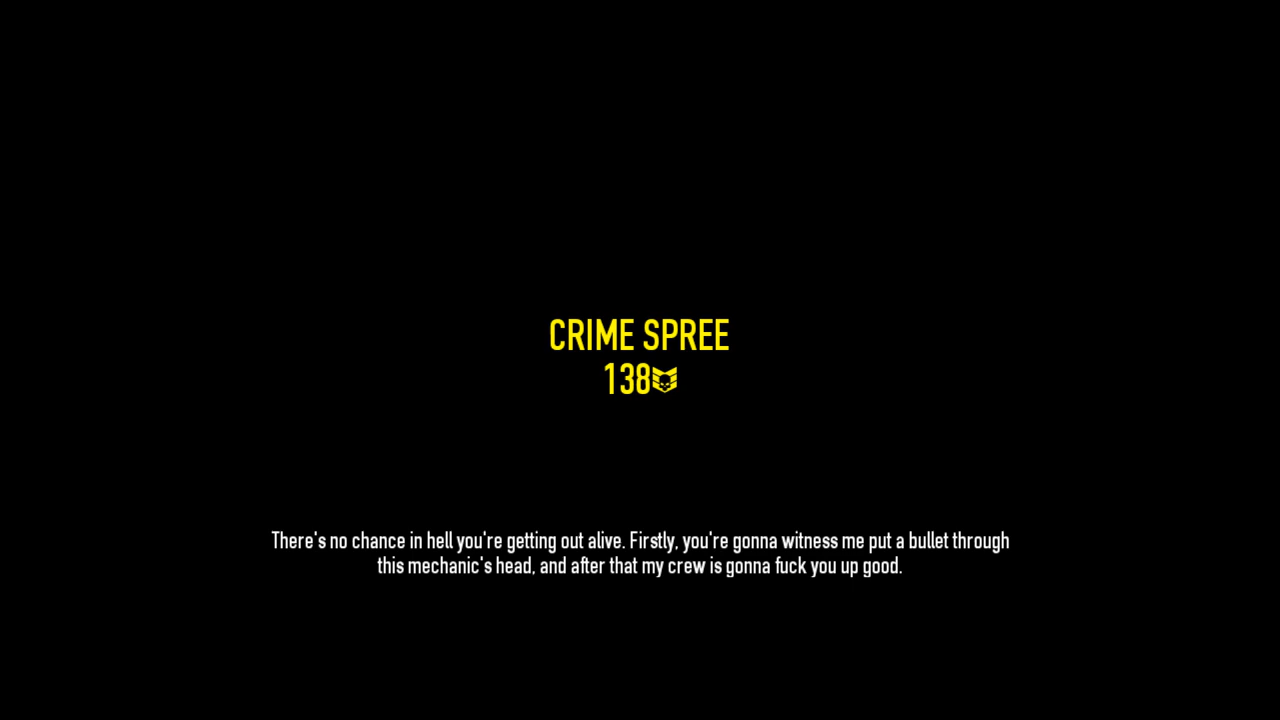 CRIME SPREE
138
There's no chance in hell you're getting out alive. Firstly, you're gonna witness me put a bullet through
this mechanic's head, and after that my crew is gonna fuck you up good.